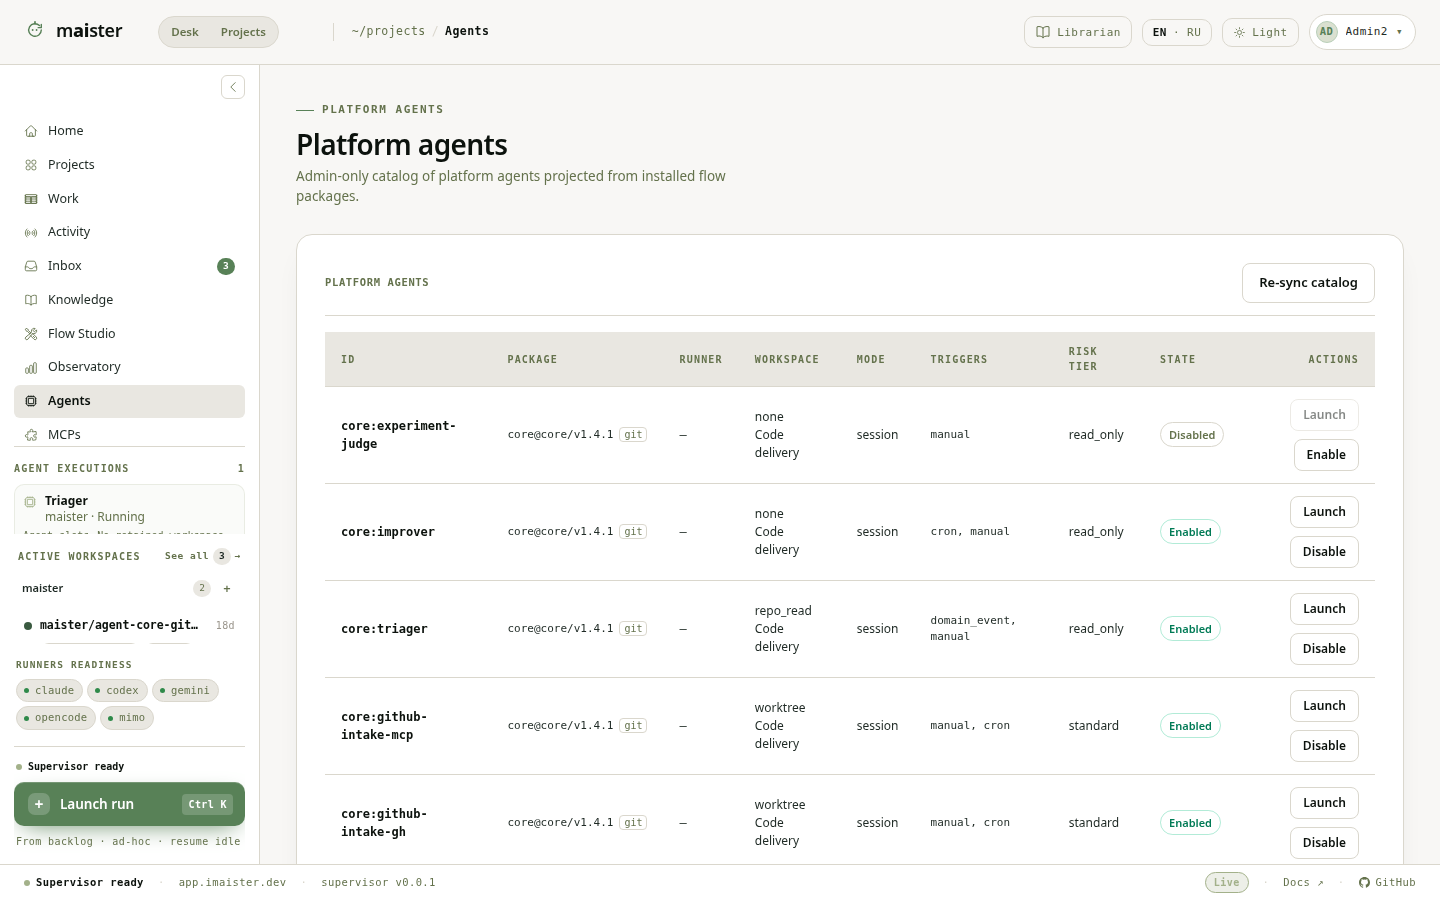 maister
Desk
Projects
~/projects / Agents
Librarian
EN · RU
Light
AD
Admin2
Home
Projects
Work
Activity
Inbox
3
Knowledge
Flow Studio
Observatory
Agents
MCPs
AGENT EXECUTIONS
1
Triager
maister · Running
ACTIVE WORKSPACES
See all 3 →
maister
2 +
maister/agent-core-git…
18d
RUNNERS READINESS
claude
codex
gemini
opencode
mimo
Supervisor ready
+ Launch run
Ctrl K
From backlog · ad-hoc · resume idle
PLATFORM AGENTS
Platform agents
Admin-only catalog of platform agents projected from installed flow
packages.
PLATFORM AGENTS
Re-sync catalog
ID
PACKAGE
RUNNER
WORKSPACE
MODE
TRIGGERS
RISK
TIER
STATE
ACTIONS
core:experiment-
judge
core@core/v1.4.1 git
—
none
Code
delivery
session
manual
read_only
Disabled
Launch
Enable
core:improver
core@core/v1.4.1 git
—
none
Code
delivery
session
cron, manual
read_only
Enabled
Launch
Disable
core:triager
core@core/v1.4.1 git
—
repo_read
Code
delivery
session
domain_event,
manual
read_only
Enabled
Launch
Disable
core:github-
intake-mcp
core@core/v1.4.1 git
—
worktree
Code
delivery
session
manual, cron
standard
Enabled
Launch
Disable
core:github-
intake-gh
core@core/v1.4.1 git
—
worktree
Code
delivery
session
manual, cron
standard
Enabled
Launch
Disable
Supervisor ready · app.imaister.dev · supervisor v0.0.1
Live · Docs ↗ · GitHub